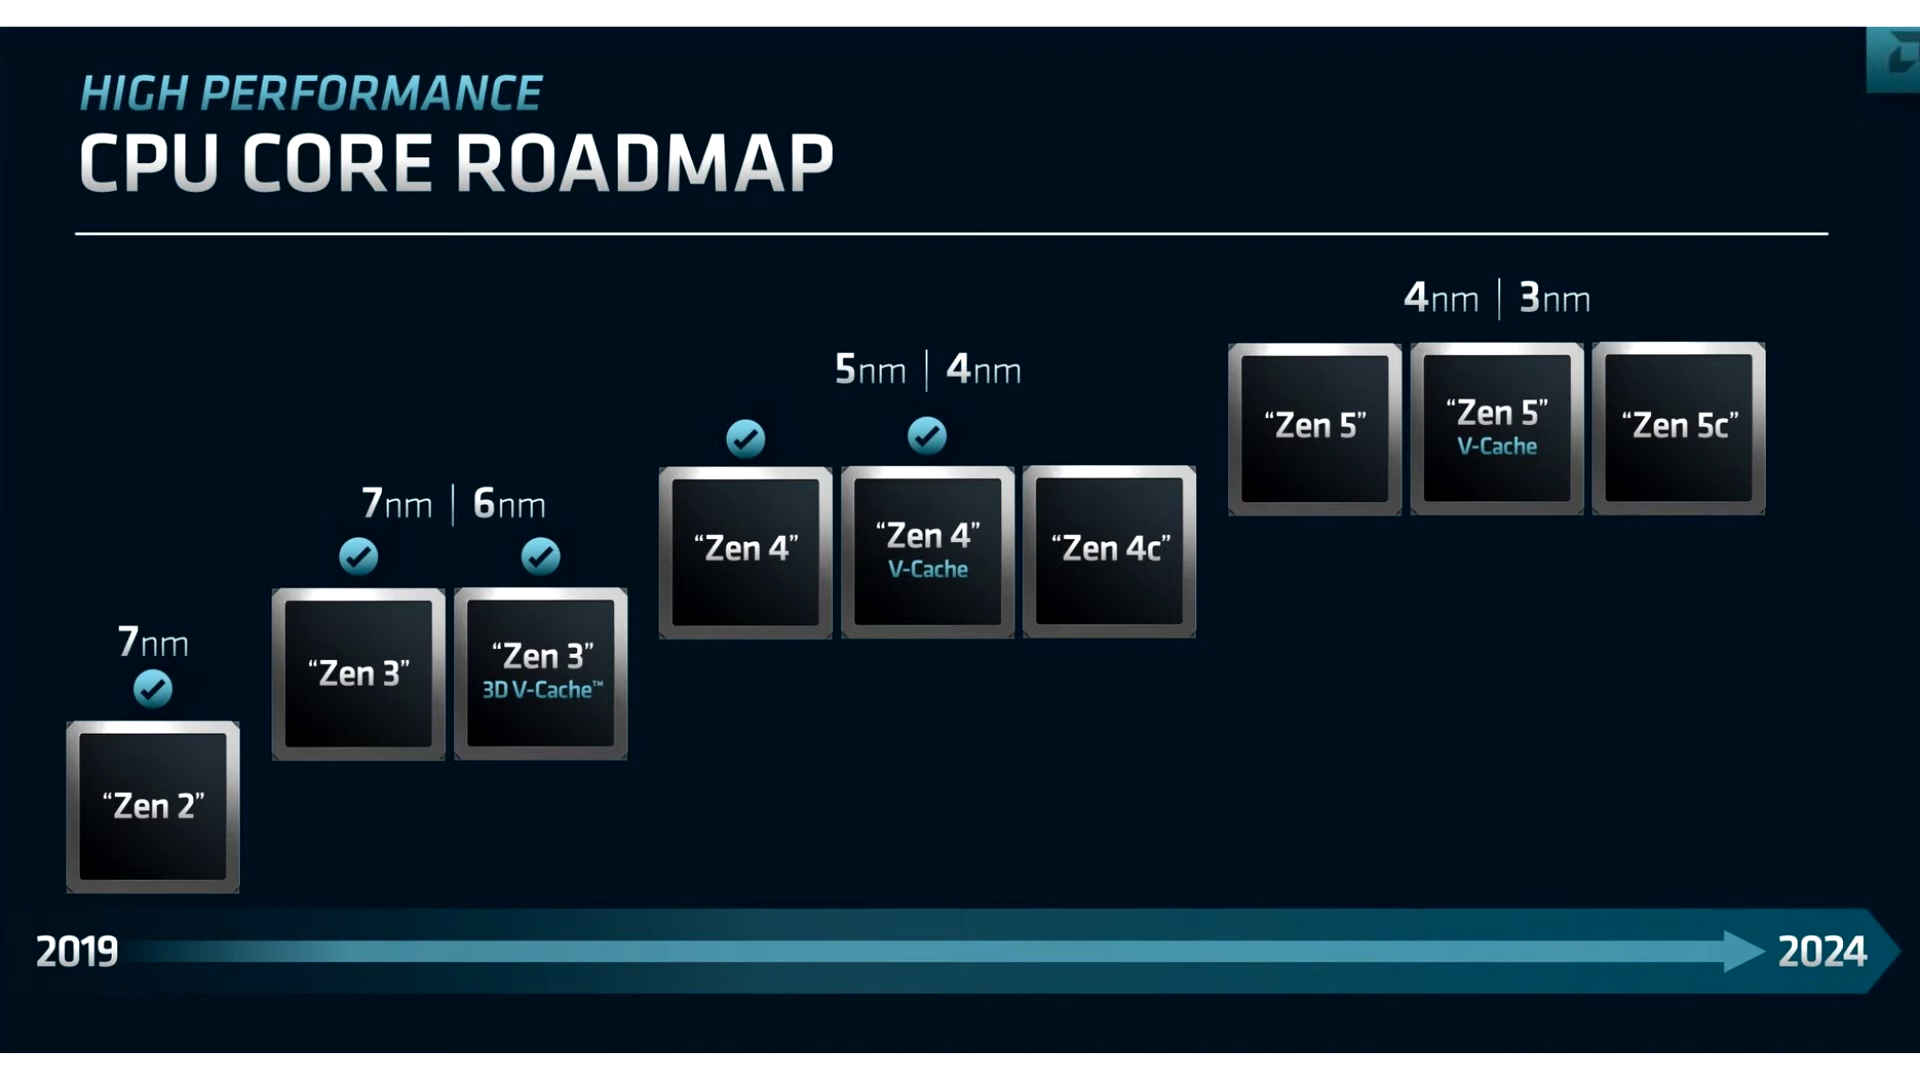 HIGH PERFORMANCE
CPU CORE ROADMAP
4nm | 3nm
5nm | 4nm
7nm | 6nm
7nm
“Zen 2”
“Zen 3”
“Zen 3”
3D V-Cache™
“Zen 4”
“Zen 4”
V-Cache
“Zen 4c”
“Zen 5”
“Zen 5”
V-Cache
“Zen 5c”
2019
2024